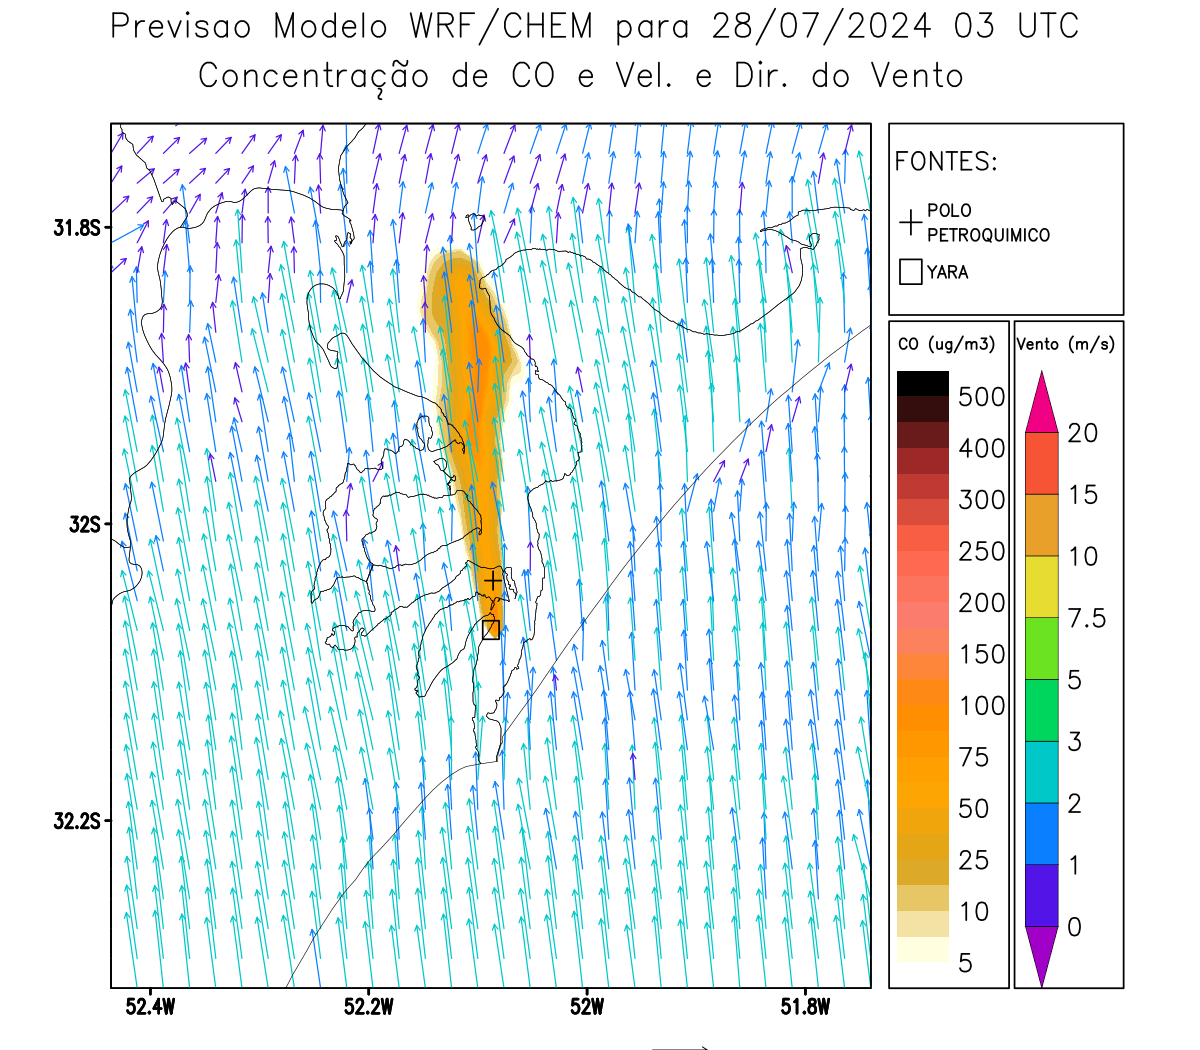 Previsao Modelo WRF/CHEM para 28/07/2024 03 UTC
Concentração de CO e Vel. e Dir. do Vento
FONTES:
POLO
PETROQUIMICO
YARA
CO (ug/m3)
500
400
300
250
200
150
100
75
50
25
10
5
Vento (m/s)
20
15
10
7.5
5
3
2
1
0
31.8S
32S
32.2S
52.4W
52.2W
52W
51.8W